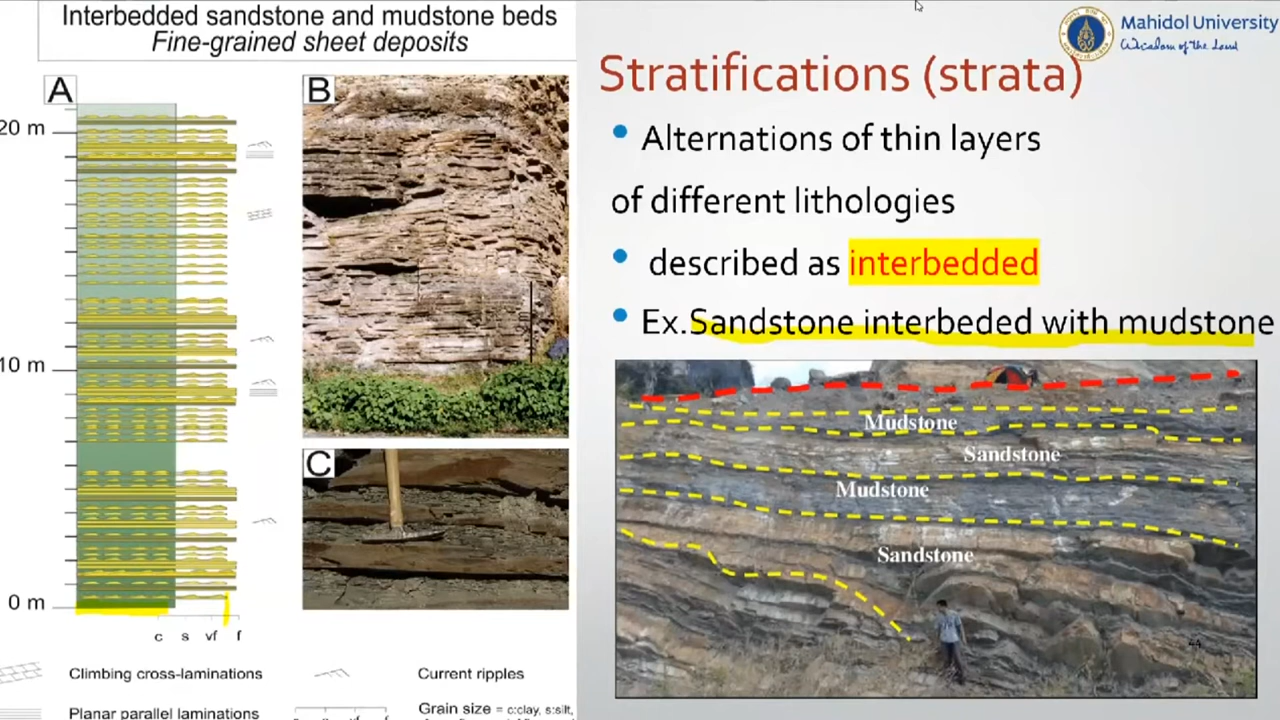 Interbedded sandstone and mudstone beds
Fine-grained sheet deposits
A
20 m
10 m
0 m
c s vf f
B
C
Climbing cross-laminations
Current ripples
Planar parallel laminations
Grain size = c:clay, s:silt,
Mahidol University
Wisdom of the Land
Stratifications (strata)
• Alternations of thin layers
of different lithologies
• described as interbedded
• Ex.Sandstone interbeded with mudstone
Mudstone
Sandstone
Mudstone
Sandstone
44